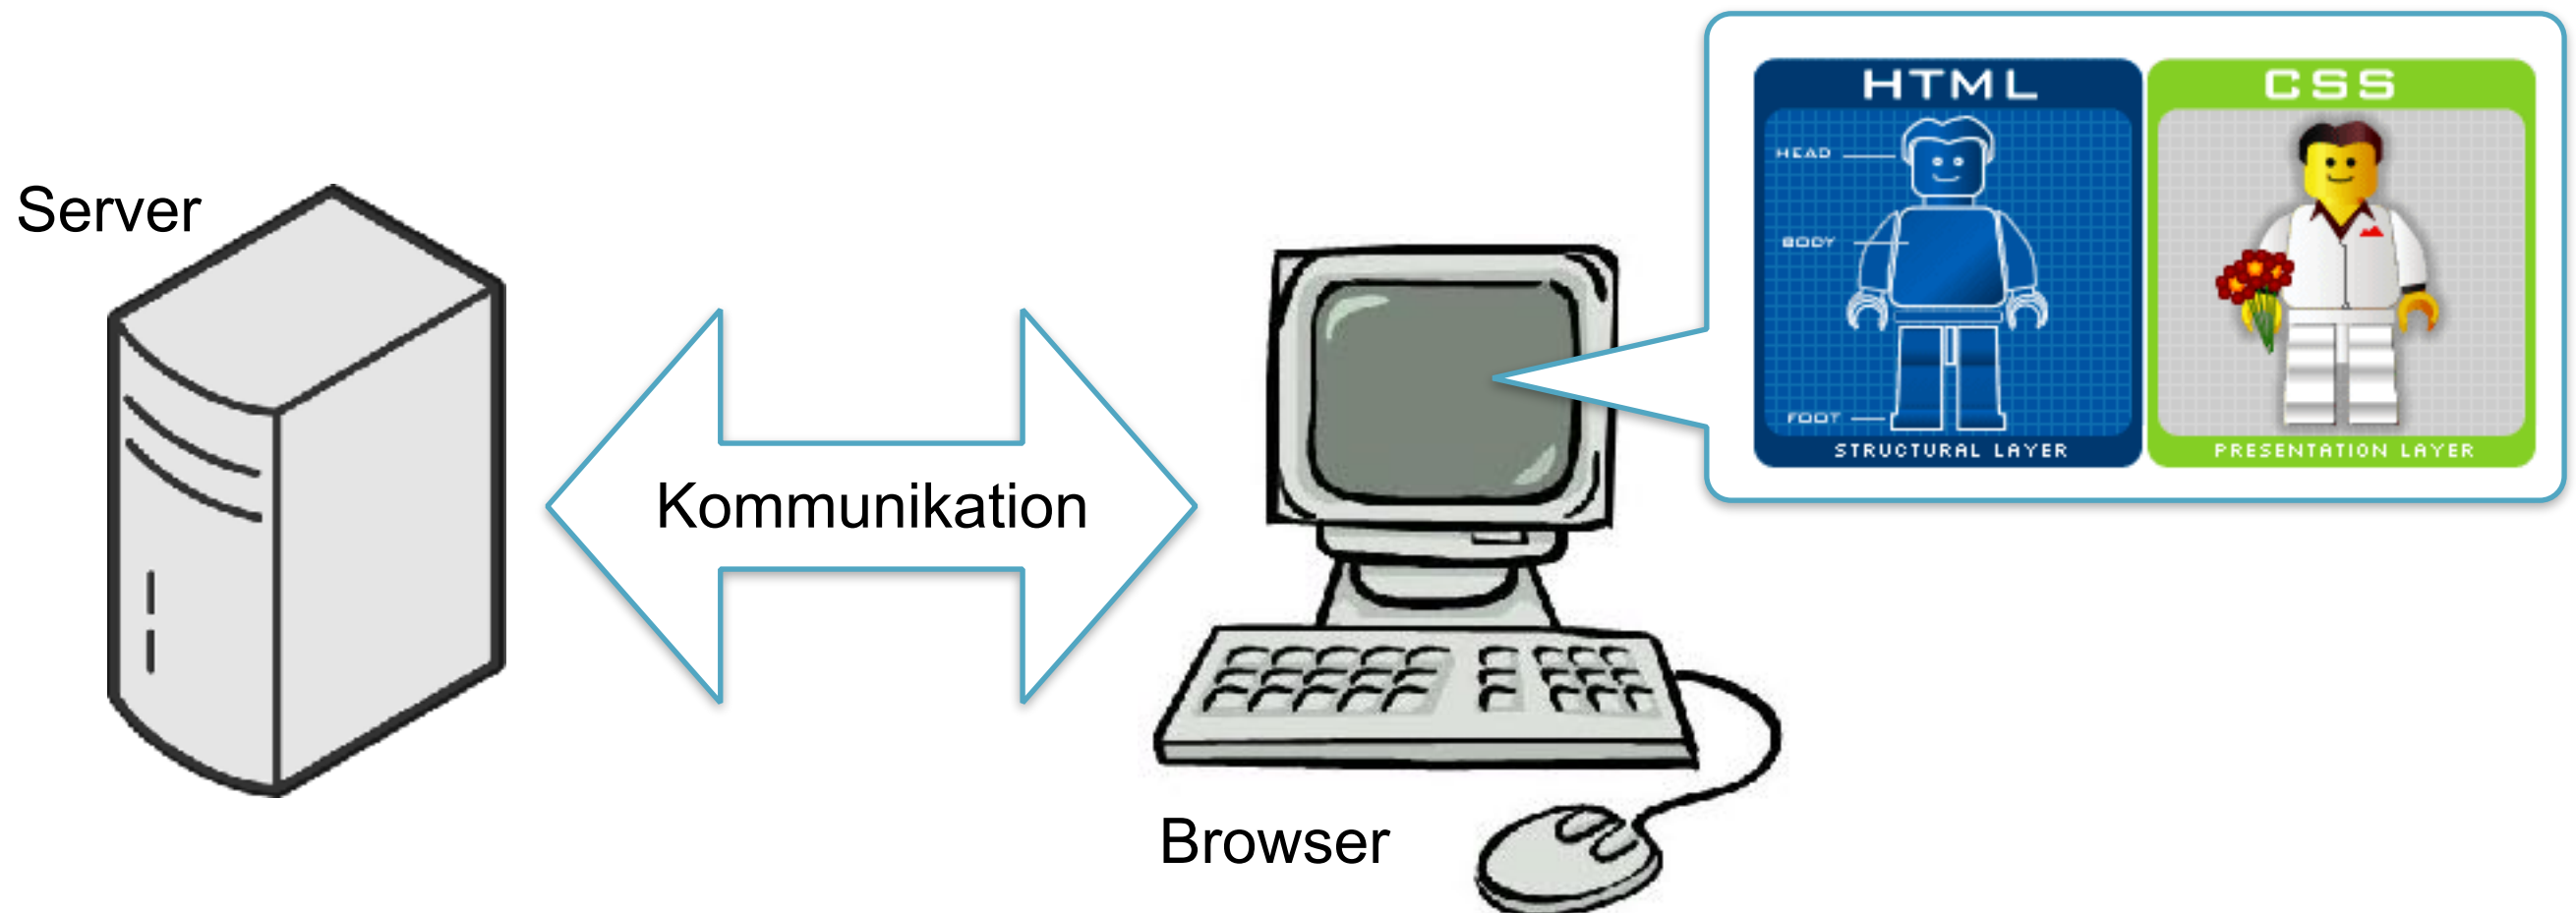 Server
Kommunikation
Browser
HTML
HEAD
BODY
FOOT
STRUCTURAL LAYER
CSS
PRESENTATION LAYER